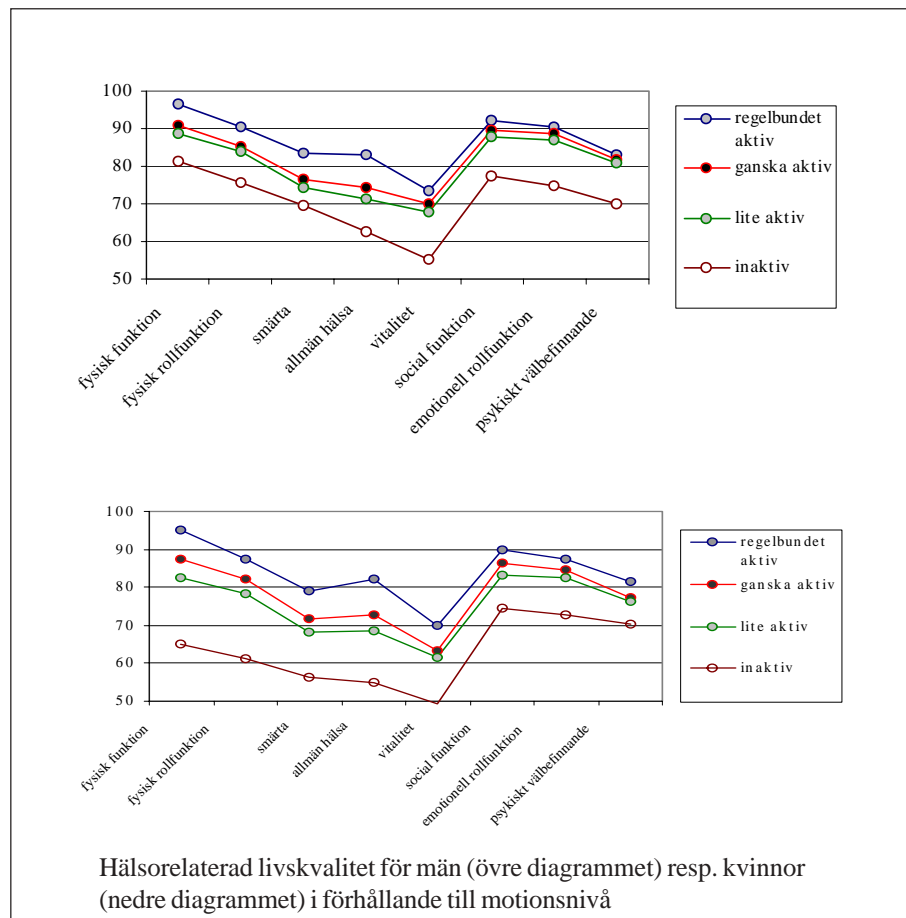 100
90
80
70
60
50
fysisk funktion
fysisk rollfunktion
smärta
allmän hälsa
vitalitet
social funktion
emotionell rollfunktion
psykiskt välbefinnande
regelbundet
aktiv
ganska aktiv
lite aktiv
inaktiv
100
90
80
70
60
50
fysisk funktion
fysisk rollfunktion
smärta
allmän hälsa
vitalitet
social funktion
emotionell rollfunktion
psykiskt välbefinnande
regelbundet
aktiv
ganska aktiv
lite aktiv
inaktiv
Hälsorelaterad livskvalitet för män (övre diagrammet) resp. kvinnor
(nedre diagrammet) i förhållande till motionsnivå